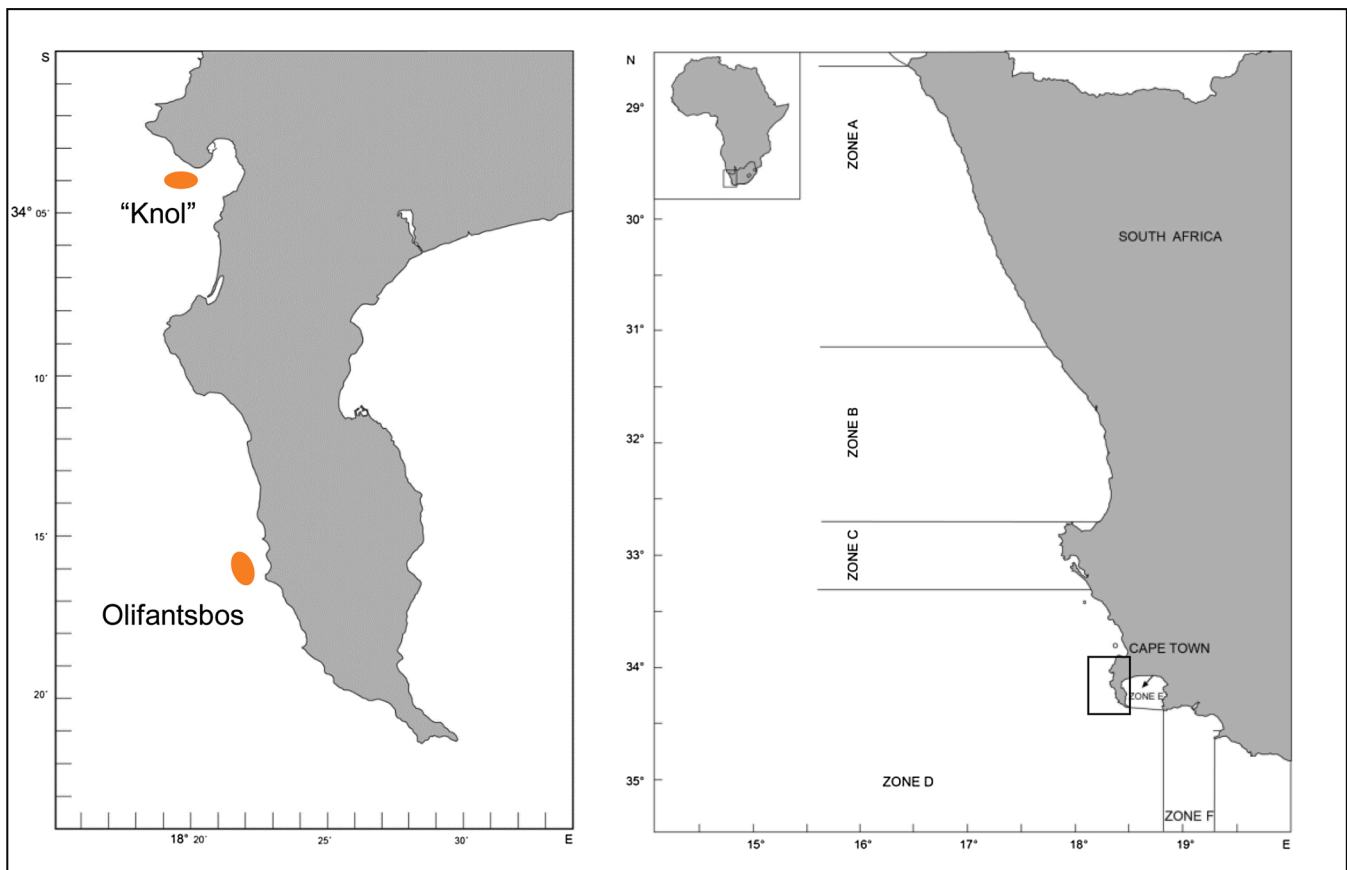 S
“Knol”
34° 05′
10′
15′
Olifantsbos
20′
18° 20′
25′
30′
E
N
29°
ZONE A
30°
SOUTH AFRICA
31°
ZONE B
32°
ZONE C
33°
CAPE TOWN
34°
ZONE E
35°
ZONE D
ZONE F
15°
16°
17°
18°
19°
E